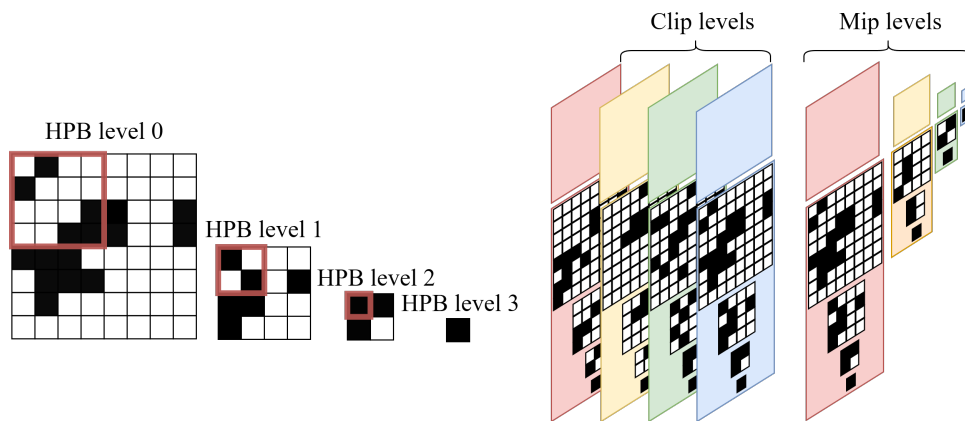 Clip levels
Mip levels
HPB level 0
HPB level 1
HPB level 2
HPB level 3